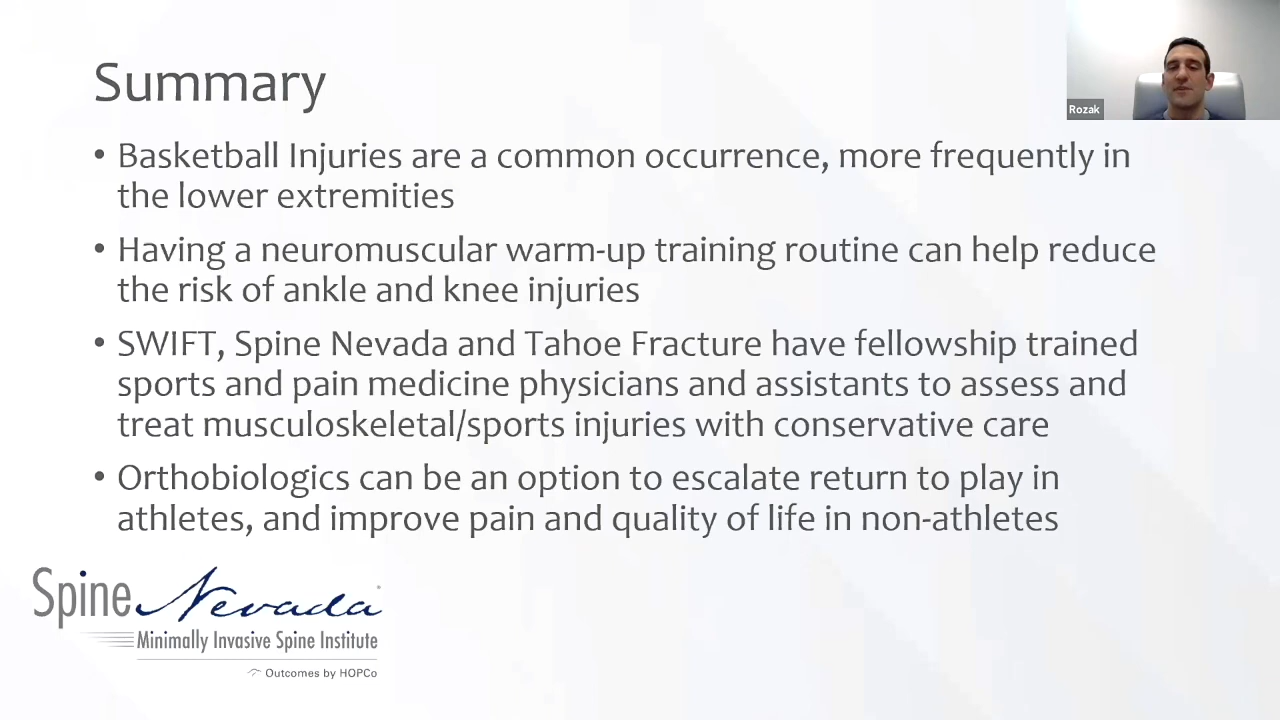 Summary
Rozak
• Basketball Injuries are a common occurrence, more frequently in
the lower extremities
• Having a neuromuscular warm-up training routine can help reduce
the risk of ankle and knee injuries
• SWIFT, Spine Nevada and Tahoe Fracture have fellowship trained
sports and pain medicine physicians and assistants to assess and
treat musculoskeletal/sports injuries with conservative care
• Orthobiologics can be an option to escalate return to play in
athletes, and improve pain and quality of life in non-athletes
Spine Nevada
Minimally Invasive Spine Institute
Outcomes by HOPCo